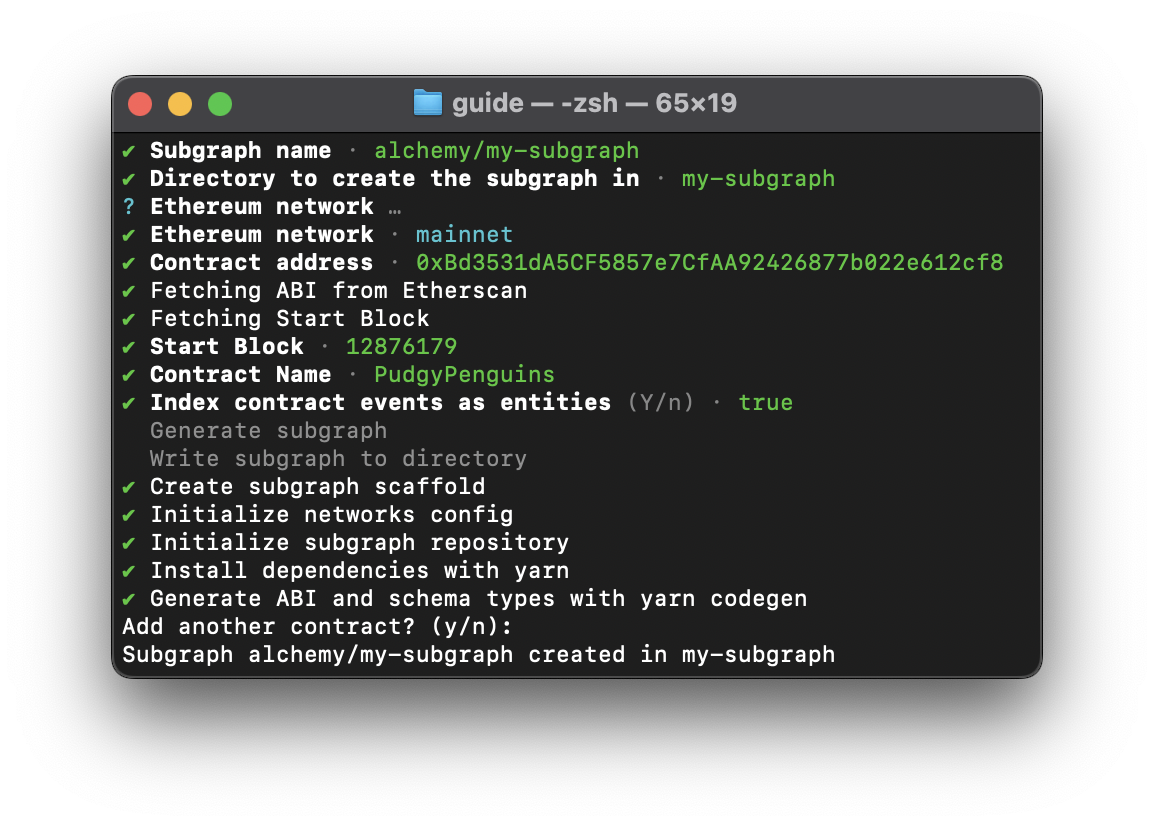 guide — -zsh — 65×19
✔ Subgraph name · alchemy/my-subgraph
✔ Directory to create the subgraph in · my-subgraph
? Ethereum network …
✔ Ethereum network · mainnet
✔ Contract address · 0xBd3531dA5CF5857e7CfAA92426877b022e612cf8
✔ Fetching ABI from Etherscan
✔ Fetching Start Block
✔ Start Block · 12876179
✔ Contract Name · PudgyPenguins
✔ Index contract events as entities (Y/n) · true
Generate subgraph
Write subgraph to directory
✔ Create subgraph scaffold
✔ Initialize networks config
✔ Initialize subgraph repository
✔ Install dependencies with yarn
✔ Generate ABI and schema types with yarn codegen
Add another contract? (y/n):
Subgraph alchemy/my-subgraph created in my-subgraph